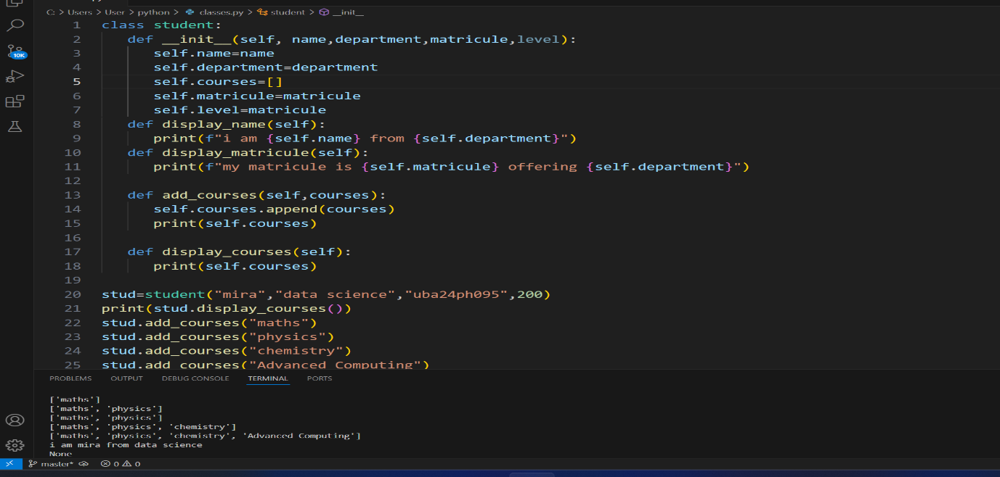 C: > Users > User > python > classes.py > student > __init__
1 class student:
2 def __init__(self, name,department,matricule,level):
3 self.name=name
4 self.department=department
5 self.courses=[]
6 self.matricule=matricule
7 self.level=matricule
8 def display_name(self):
9 print(f"i am {self.name} from {self.department}")
10 def display_matricule(self):
11 print(f"my matricule is {self.matricule} offering {self.department}")
12
13 def add_courses(self,courses):
14 self.courses.append(courses)
15 print(self.courses)
16
17 def display_courses(self):
18 print(self.courses)
19
20 stud=student("mira","data science","uba24ph095",200)
21 print(stud.display_courses())
22 stud.add_courses("maths")
23 stud.add_courses("physics")
24 stud.add_courses("chemistry")
25 stud.add_courses("Advanced Computing")
10K
PROBLEMS OUTPUT DEBUG CONSOLE TERMINAL PORTS
['maths']
['maths', 'physics']
['maths', 'physics']
['maths', 'physics', 'chemistry']
['maths', 'physics', 'chemistry', 'Advanced Computing']
i am mira from data science
None
master* 0 0